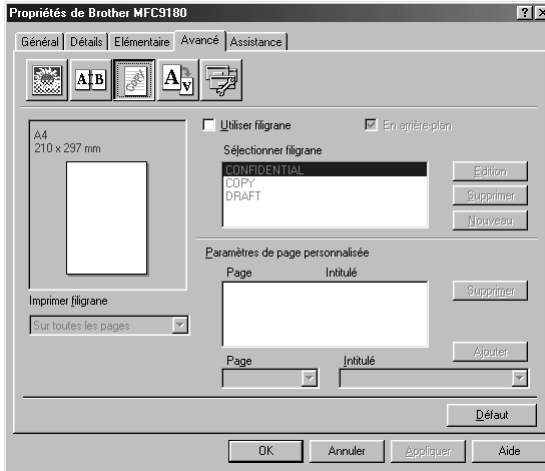 Propriétés de Brother MFC9180
Général Détails Elémentaire Avancé Assistance
A B copy A A
A4
210 x 297 mm
Utiliser filigrane En arrière-plan
Sélectionner filigrane
CONFIDENTIAL
COPY
DRAFT
Edition
Supprimer
Nouveau
Imprimer filigrane
Sur toutes les pages
Paramètres de page personnalisée
Page Intitulé
Supprimer
Ajouter
Page Intitulé
Défaut
OK Annuler Appliquer Aide